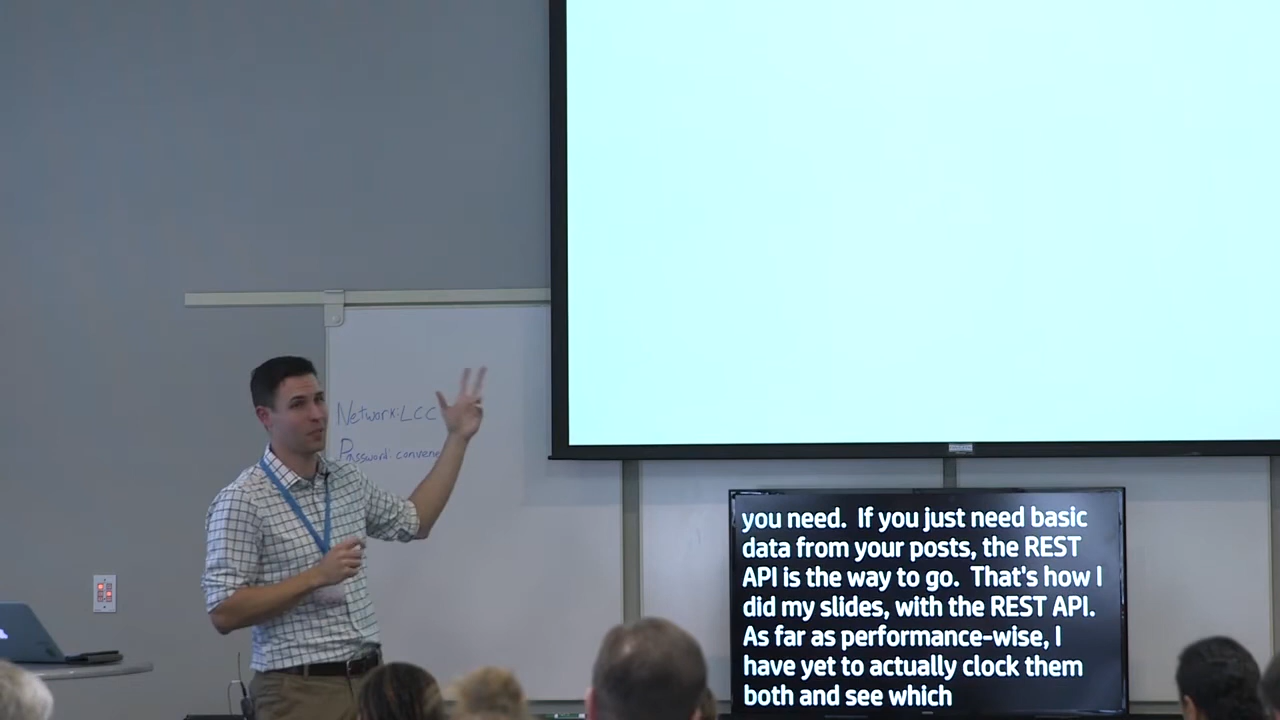 Network: LCC
Password: convene
you need.  If you just need basic
data from your posts, the REST
API is the way to go.  That's how I
did my slides, with the REST API.
As far as performance-wise, I
have yet to actually clock them
both and see which